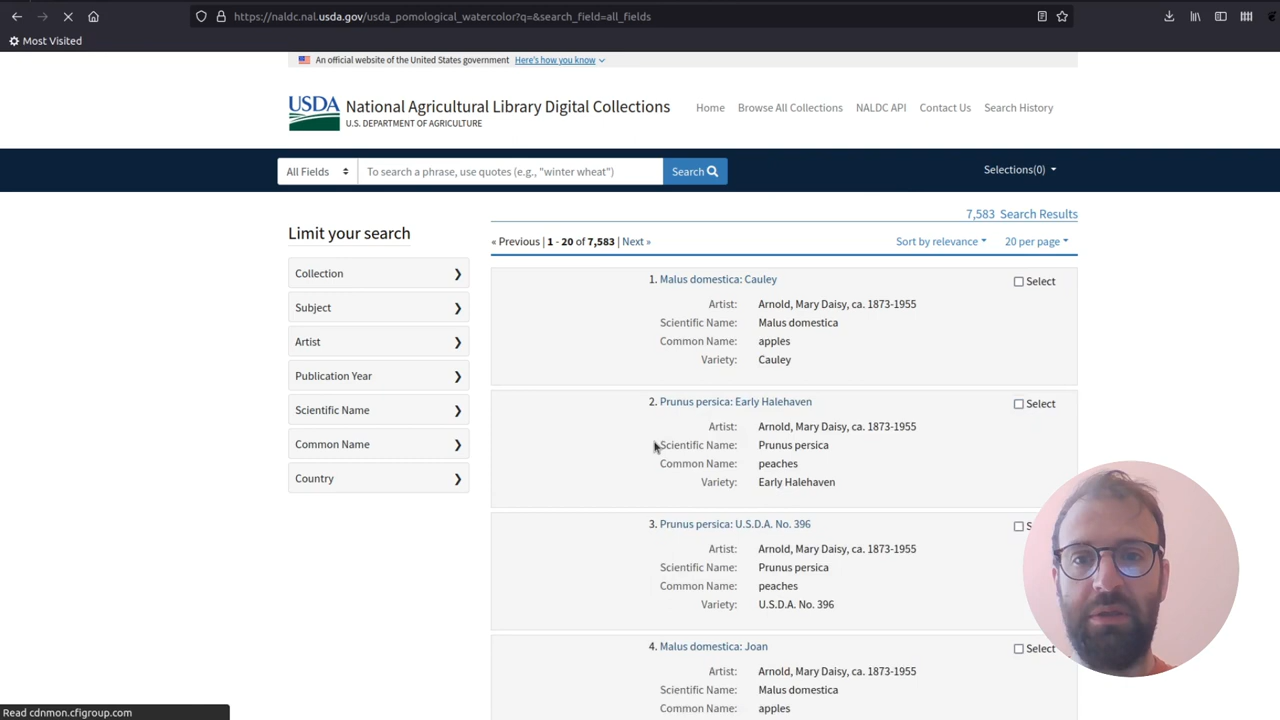 https://naldc.nal.usda.gov/usda_pomological_watercolor?q=&search_field=all_fields
Most Visited
An official website of the United States government Here's how you know
USDA National Agricultural Library Digital Collections
U.S. DEPARTMENT OF AGRICULTURE
Home Browse All Collections NALDC API Contact Us Search History
All Fields To search a phrase, use quotes (e.g., "winter wheat") Search Selections(0)
7,583 Search Results
Limit your search
« Previous | 1 - 20 of 7,583 | Next » Sort by relevance 20 per page
Collection
Subject
Artist
Publication Year
Scientific Name
Common Name
Country
1. Malus domestica: Cauley Select
Artist: Arnold, Mary Daisy, ca. 1873-1955
Scientific Name: Malus domestica
Common Name: apples
Variety: Cauley
2. Prunus persica: Early Halehaven Select
Artist: Arnold, Mary Daisy, ca. 1873-1955
Scientific Name: Prunus persica
Common Name: peaches
Variety: Early Halehaven
3. Prunus persica: U.S.D.A. No. 396 S
Artist: Arnold, Mary Daisy, ca. 1873-1955
Scientific Name: Prunus persica
Common Name: peaches
Variety: U.S.D.A. No. 396
4. Malus domestica: Joan Select
Artist: Arnold, Mary Daisy, ca. 1873-1955
Scientific Name: Malus domestica
Common Name: apples
Read cdnmon.cfigroup.com